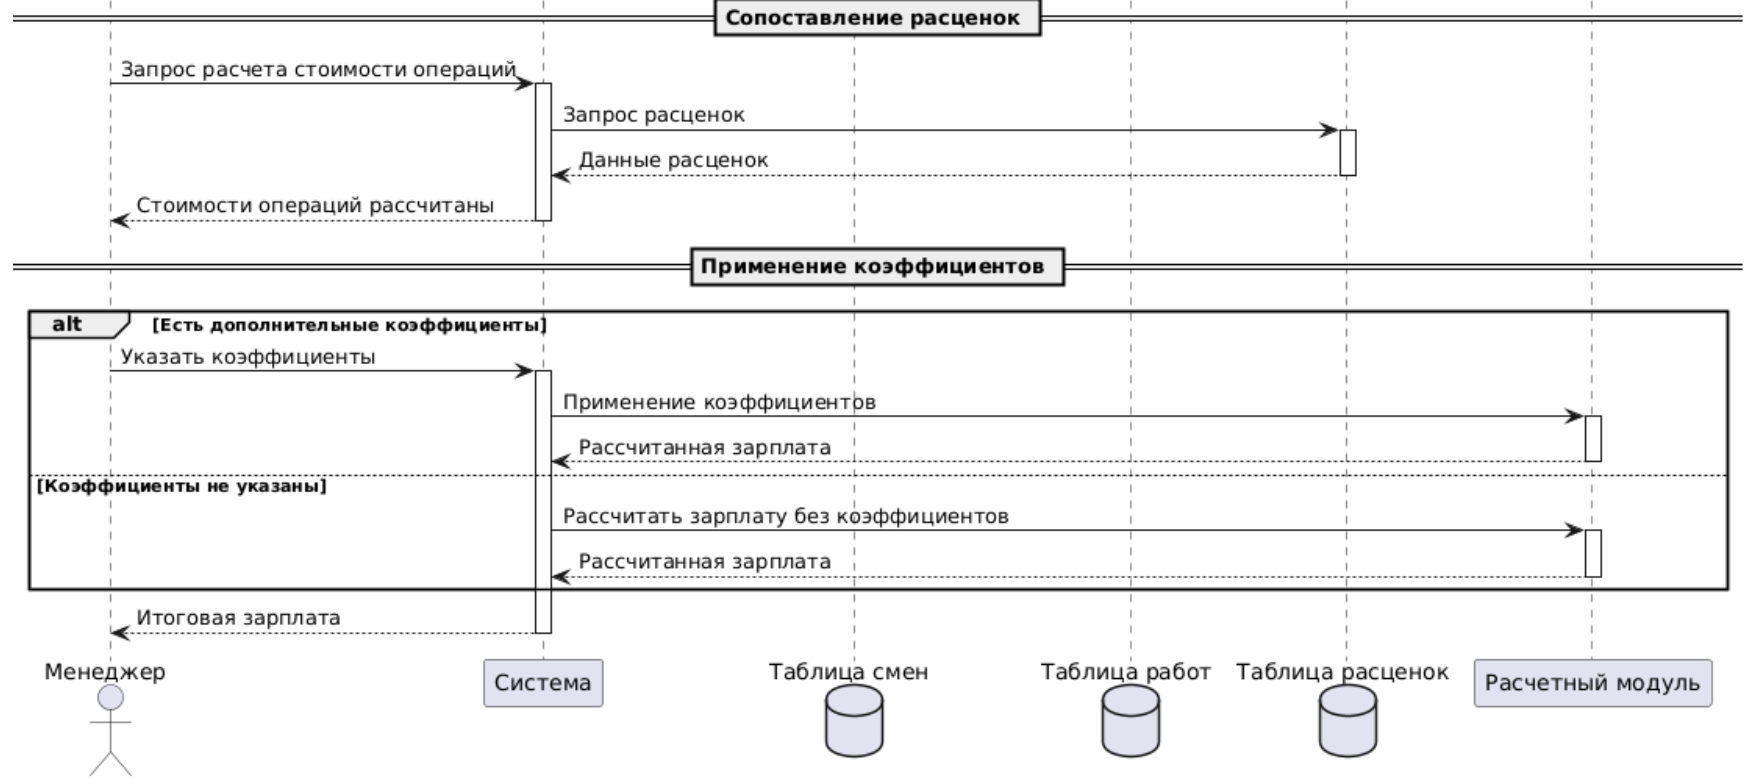 Сопоставление расценок
Запрос расчета стоимости операций
Запрос расценок
Данные расценок
Стоимости операций рассчитаны
Применение коэффициентов
alt [Есть дополнительные коэффициенты]
Указать коэффициенты
Применение коэффициентов
Рассчитанная зарплата
[Коэффициенты не указаны]
Рассчитать зарплату без коэффициентов
Рассчитанная зарплата
Итоговая зарплата
Менеджер Система Таблица смен Таблица работ Таблица расценок Расчетный модуль